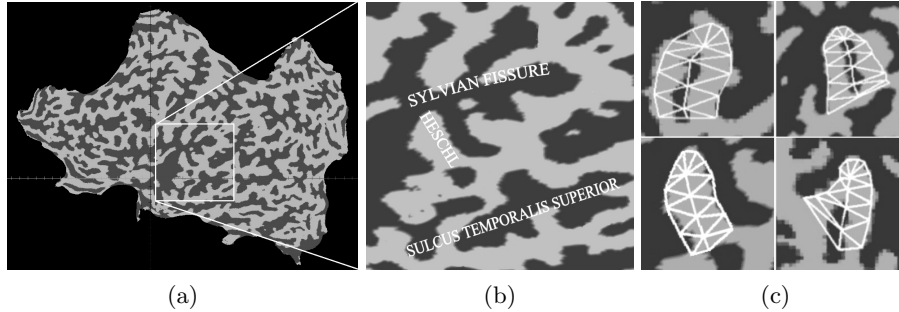 SYLVIAN FISSURE
HESCHL
SULCUS TEMPORALIS SUPERIOR
(a)
(b)
(c)